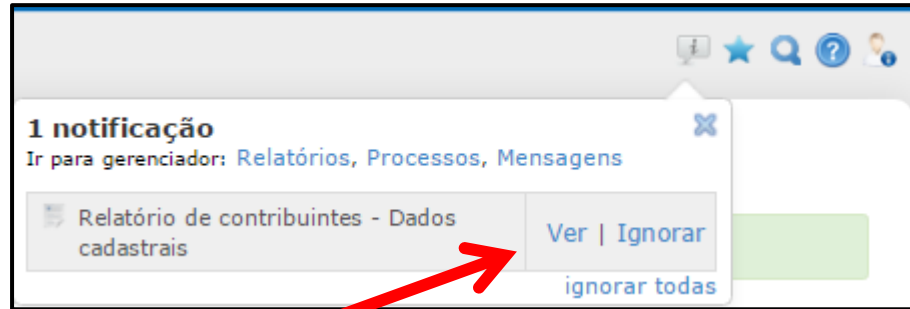 1 notificação
Ir para gerenciador: Relatórios, Processos, Mensagens
Relatório de contribuintes - Dados
cadastrais
Ver | Ignorar
ignorar todas